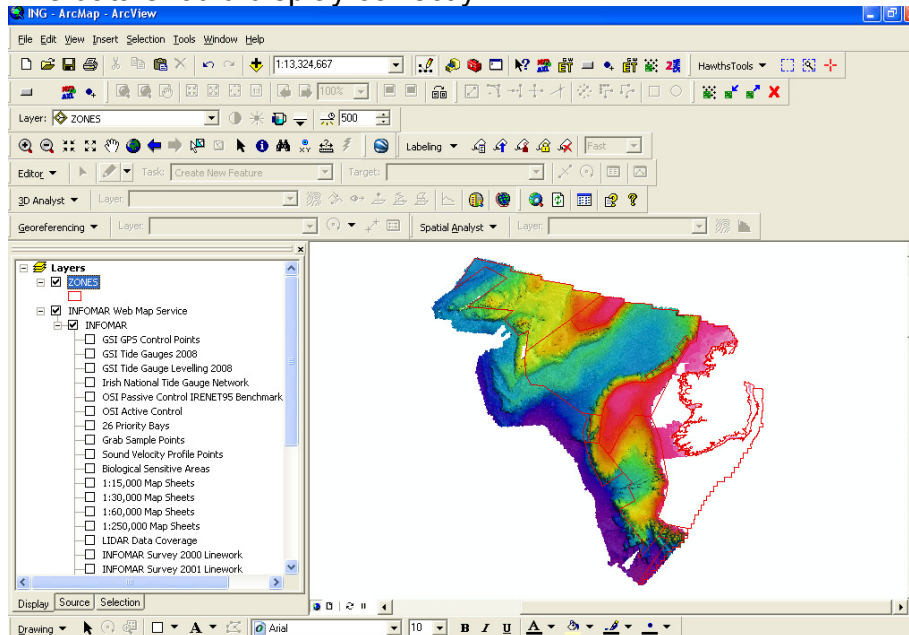 ING - ArcMap - ArcView
File Edit View Insert Selection Tools Window Help
1:13,324,667 HawthsTools
100%
Layer: ZONES 500
Labeling Fast
Editor Task: Create New Feature Target:
3D Analyst Layer:
Georeferencing Layer: Spatial Analyst Layer:
Layers
ZONES
INFOMAR Web Map Service
INFOMAR
GSI GPS Control Points
GSI Tide Gauges 2008
GSI Tide Gauge Levelling 2008
Irish National Tide Gauge Network
OSI Passive Control IRENET95 Benchmark
OSI Active Control
26 Priority Bays
Grab Sample Points
Sound Velocity Profile Points
Biological Sensitive Areas
1:15,000 Map Sheets
1:30,000 Map Sheets
1:60,000 Map Sheets
1:250,000 Map Sheets
LIDAR Data Coverage
INFOMAR Survey 2000 Linework
INFOMAR Survey 2001 Linework
Display Source Selection
Drawing A Arial 10 B I U A